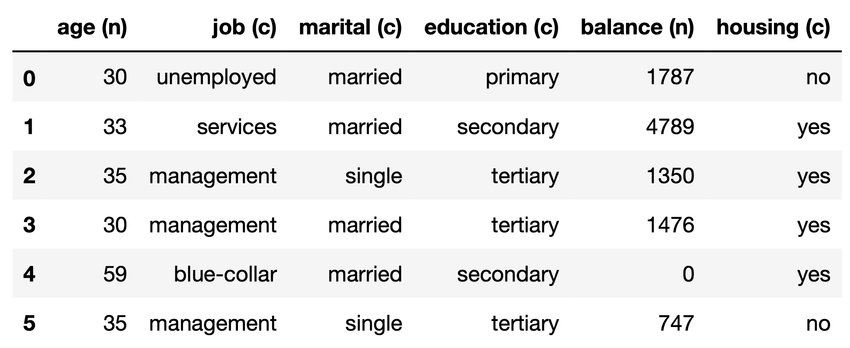 age (n) job (c) marital (c) education (c) balance (n) housing (c)
0 30 unemployed married primary 1787 no
1 33 services married secondary 4789 yes
2 35 management single tertiary 1350 yes
3 30 management married tertiary 1476 yes
4 59 blue-collar married secondary 0 yes
5 35 management single tertiary 747 no